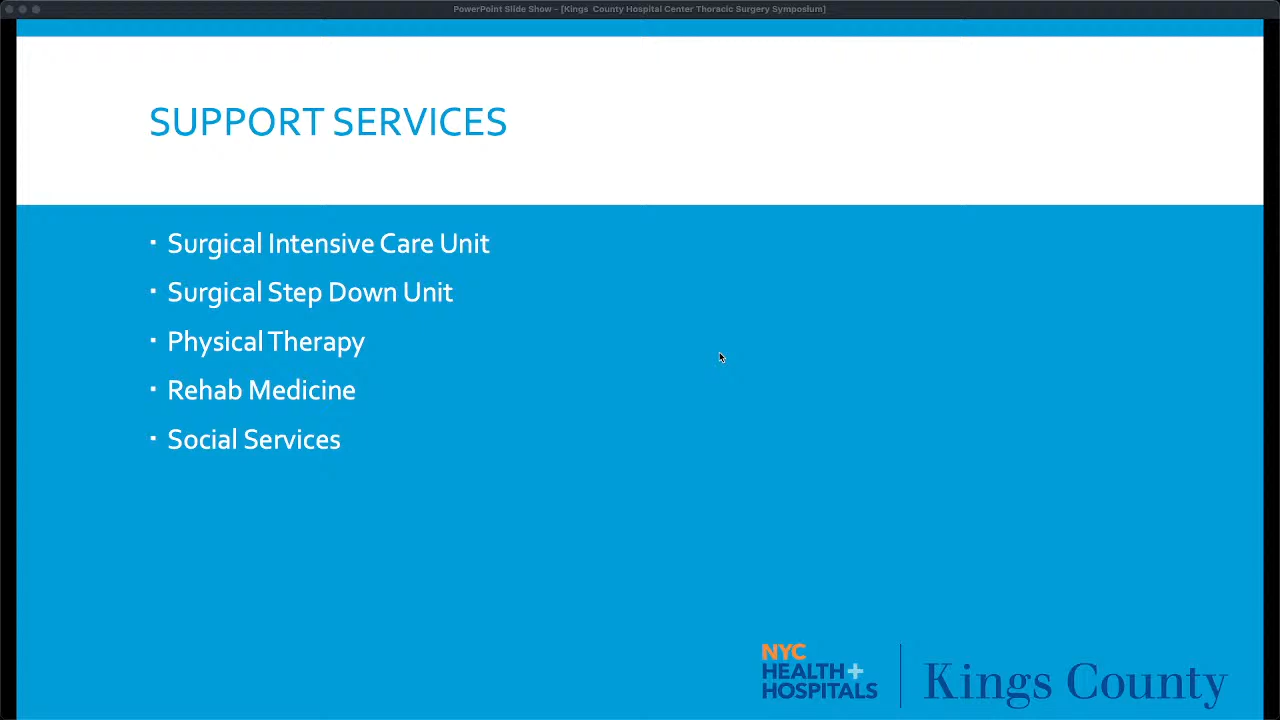 PowerPoint Slide Show - [Kings County Hospital Center Thoracic Surgery Symposium]
SUPPORT SERVICES
▪ Surgical Intensive Care Unit
▪ Surgical Step Down Unit
▪ Physical Therapy
▪ Rehab Medicine
▪ Social Services
NYC
HEALTH+
HOSPITALS
Kings County